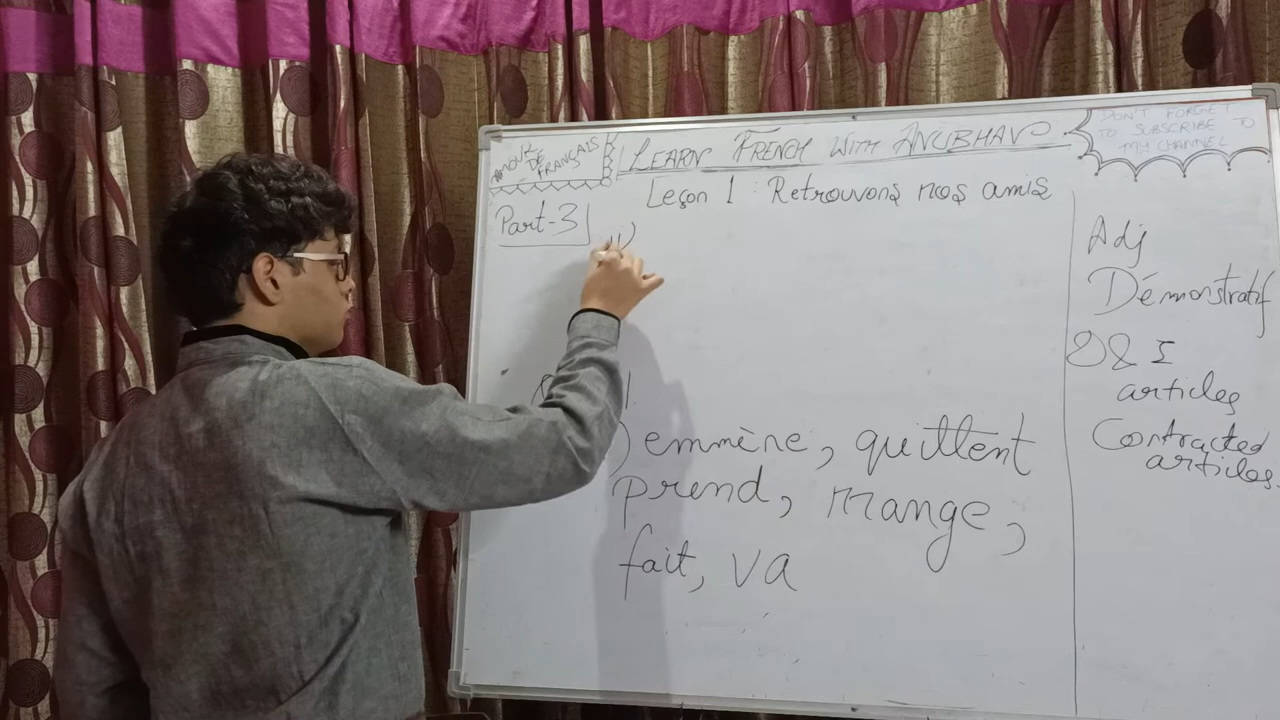 AMOUR
DE
FRANÇAIS
LEARN FRENCH WITH ANUBHAV
DON'T FORGET
TO SUBSCRIBE TO
MY CHANNEL
Leçon 1 : Retrouvons nos amis
Part-3
emmène, quittent
prend, mange,
fait, va
Adj
Démonstratif
D & I
articles
Contracted
articles.